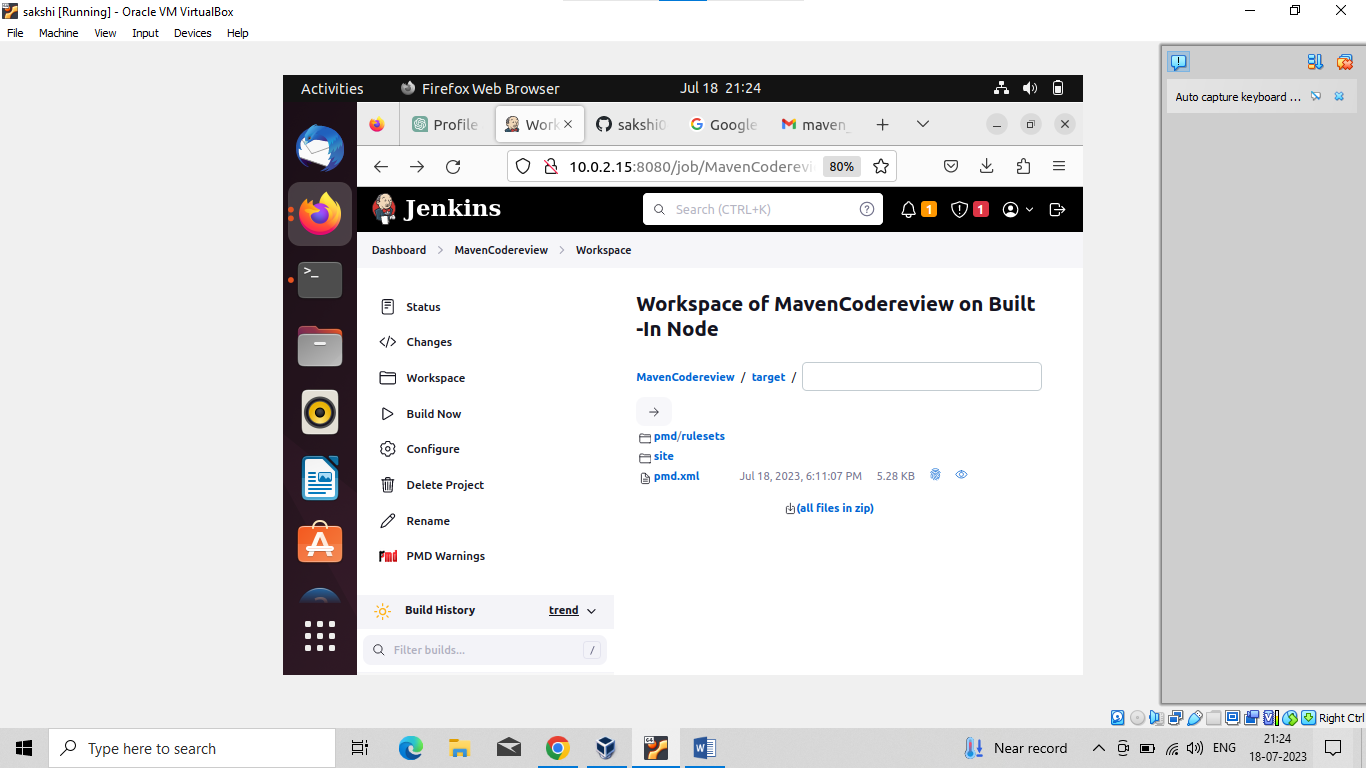 sakshi [Running] - Oracle VM VirtualBox
File Machine View Input Devices Help
Auto capture keyboard ...
Activities Firefox Web Browser Jul 18 21:24
Profile Work sakshi Google maven_
10.0.2.15:8080/job/MavenCoderevi 80%
Jenkins Search (CTRL+K) ? 1 1
Dashboard MavenCodereview Workspace
Status
Changes
Workspace
Build Now
Configure
Delete Project
Rename
PMD Warnings
Build History trend
Filter builds... /
Workspace of MavenCodereview on Built
-In Node
MavenCodereview / target /
pmd/rulesets
site
pmd.xml Jul 18, 2023, 6:11:07 PM 5.28 KB
(all files in zip)
Right Ctrl
Type here to search
Near record
ENG
21:24
18-07-2023